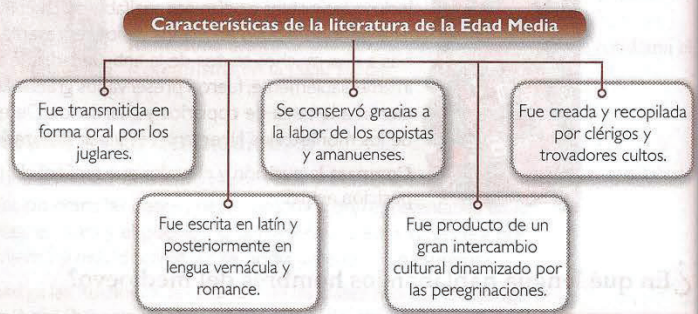 Características de la literatura de la Edad Media
Fue transmitida en
forma oral por los
juglares.
Se conservó gracias a
la labor de los copistas
y amanuenses.
Fue creada y recopilada
por clérigos y
trovadores cultos.
Fue escrita en latín y
posteriormente en
lengua vernácula y
romance.
Fue producto de un
gran intercambio
cultural dinamizado por
las peregrinaciones.